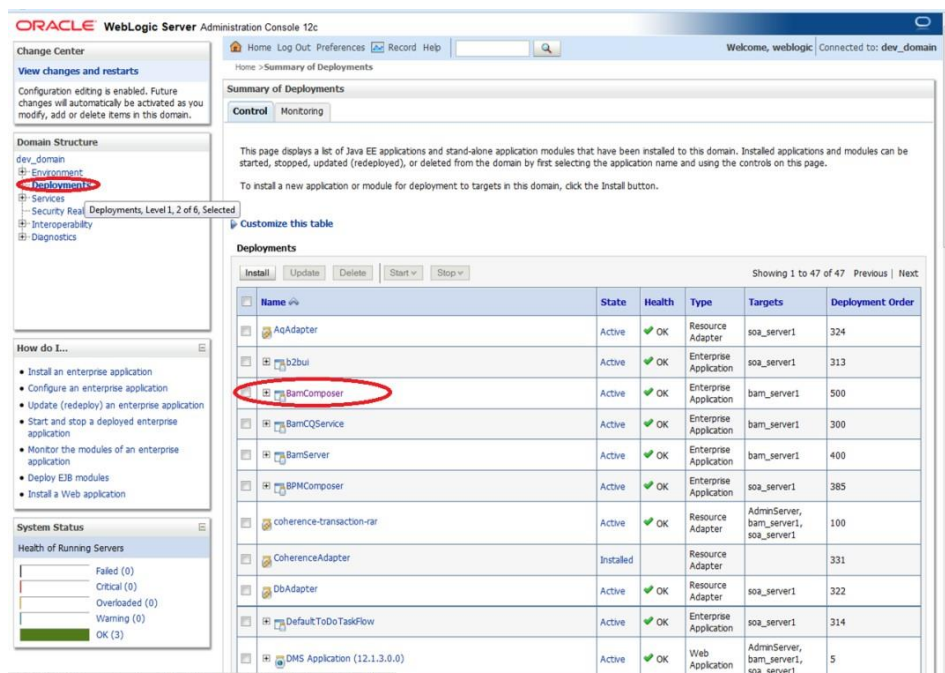 ORACLE WebLogic Server Administration Console 12c
Change Center
View changes and restarts
Configuration editing is enabled. Future
changes will automatically be activated as you
modify, add or delete items in this domain.
Domain Structure
dev_domain
Environment
Deployments
Services
Security Real
Deployments, Level 1, 2 of 6, Selected
Interoperability
Diagnostics
How do I...
Install an enterprise application
Configure an enterprise application
Update (redeploy) an enterprise application
Start and stop a deployed enterprise
application
Monitor the modules of an enterprise
application
Deploy EJB modules
Install a Web application
System Status
Health of Running Servers
Failed (0)
Critical (0)
Overloaded (0)
Warning (0)
OK (3)
Home Log Out Preferences Record Help
Welcome, weblogic Connected to: dev_domain
Home >Summary of Deployments
Summary of Deployments
Control Monitoring
This page displays a list of Java EE applications and stand-alone application modules that have been installed to this domain. Installed applications and modules can be
started, stopped, updated (redeployed), or deleted from the domain by first selecting the application name and using the controls on this page.
To install a new application or module for deployment to targets in this domain, click the Install button.
Customize this table
Deployments
Install Update Delete Start Stop Showing 1 to 47 of 47 Previous | Next
Name State Health Type Targets Deployment Order
AqAdapter Active OK Resource Adapter soa_server1 324
b2bui Active OK Enterprise Application soa_server1 313
BamComposer Active OK Enterprise Application bam_server1 500
BamCQService Active OK Enterprise Application bam_server1 300
BamServer Active OK Enterprise Application bam_server1 400
BPMComposer Active OK Enterprise Application soa_server1 385
coherence-transaction-rar Active OK Resource Adapter AdminServer, bam_server1, soa_server1 100
CoherenceAdapter Installed Resource Adapter 331
DbAdapter Active OK Resource Adapter soa_server1 322
DefaultToDoTaskFlow Active OK Enterprise Application soa_server1 314
DMS Application (12.1.3.0.0) Active OK Web Application AdminServer, bam_server1, soa_server1 5